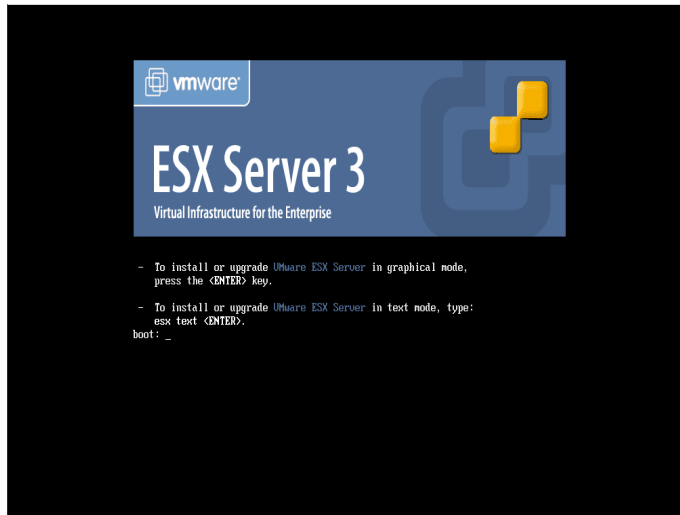 vmware
ESX Server 3
Virtual Infrastructure for the Enterprise
- To install or upgrade VMware ESX Server in graphical mode,
press the <ENTER> key.
- To install or upgrade VMware ESX Server in text mode, type:
esx text <ENTER>.
boot: _